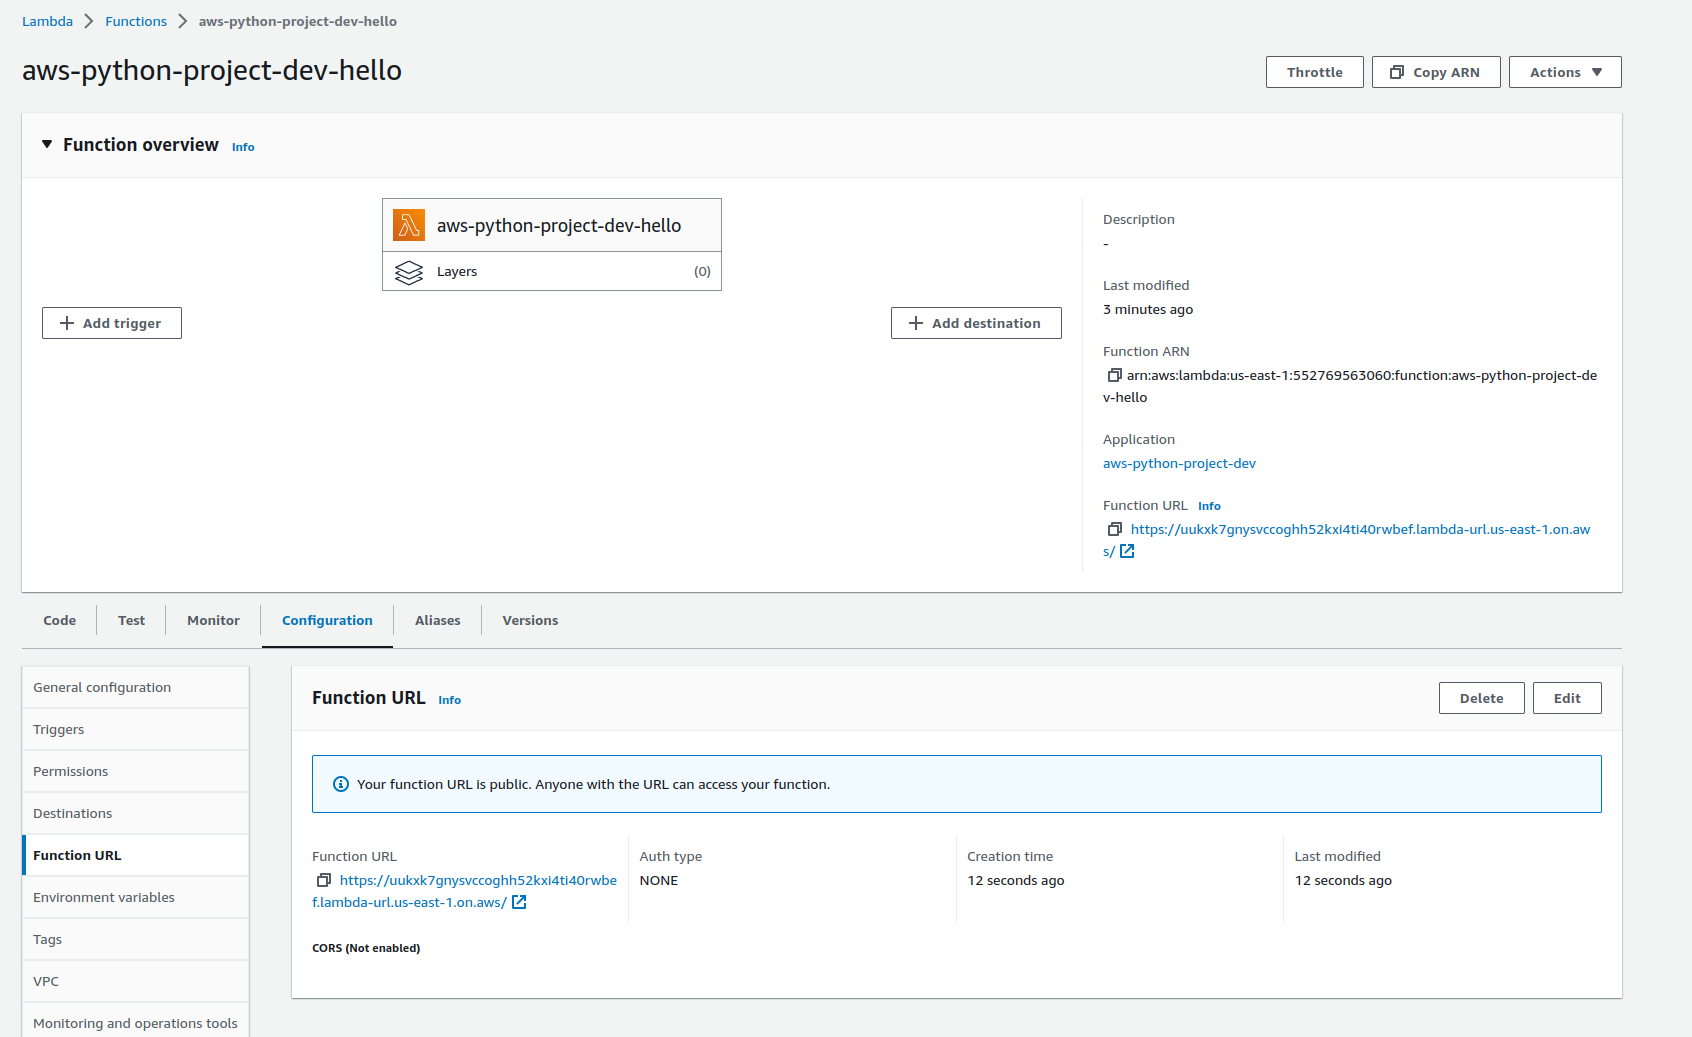 Lambda > Functions > aws-python-project-dev-hello
aws-python-project-dev-hello
Throttle
Copy ARN
Actions
Function overview Info
aws-python-project-dev-hello
Layers (0)
Add trigger
Add destination
Description
-
Last modified
3 minutes ago
Function ARN
arn:aws:lambda:us-east-1:552769563060:function:aws-python-project-de
v-hello
Application
aws-python-project-dev
Function URL Info
https://uukxk7gnysvccoghh52kxi4ti40rwbef.lambda-url.us-east-1.on.aw
s/
Code
Test
Monitor
Configuration
Aliases
Versions
General configuration
Triggers
Permissions
Destinations
Function URL
Environment variables
Tags
VPC
Monitoring and operations tools
Function URL Info
Delete
Edit
Your function URL is public. Anyone with the URL can access your function.
Function URL
https://uukxk7gnysvccoghh52kxi4ti40rwbe
f.lambda-url.us-east-1.on.aws/
Auth type
NONE
Creation time
12 seconds ago
Last modified
12 seconds ago
CORS (Not enabled)